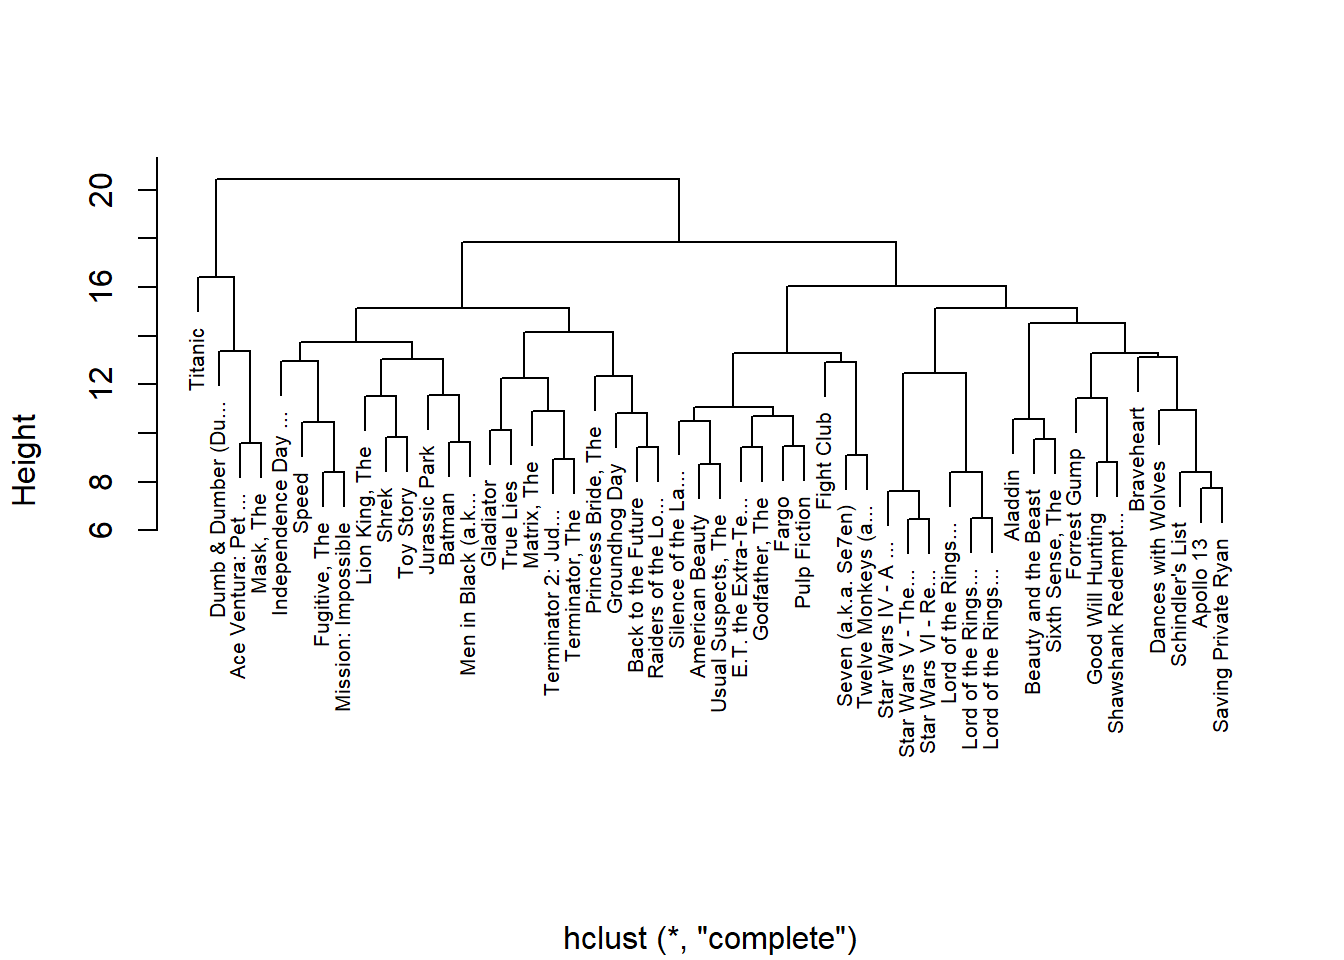 Height
20
16
12
8
6
Titanic
Dumb & Dumber (Du...
Ace Ventura: Pet ...
Mask, The
Independence Day ...
Speed
Fugitive, The
Mission: Impossible
Lion King, The
Shrek
Toy Story
Jurassic Park
Batman
Men in Black (a.k...
Gladiator
True Lies
Matrix, The
Terminator 2: Jud...
Terminator, The
Princess Bride, The
Groundhog Day
Back to the Future
Raiders of the Lo...
Silence of the La...
American Beauty
Usual Suspects, The
E.T. the Extra-Te...
Godfather, The
Fargo
Pulp Fiction
Fight Club
Seven (a.k.a. Se7en)
Twelve Monkeys (a...
Star Wars IV - A ...
Star Wars V - The...
Star Wars VI - Re...
Lord of the Rings...
Lord of the Rings...
Lord of the Rings...
Aladdin
Beauty and the Beast
Sixth Sense, The
Forrest Gump
Good Will Hunting
Shawshank Redempt...
Braveheart
Dances with Wolves
Schindler's List
Apollo 13
Saving Private Ryan
hclust (*, "complete")